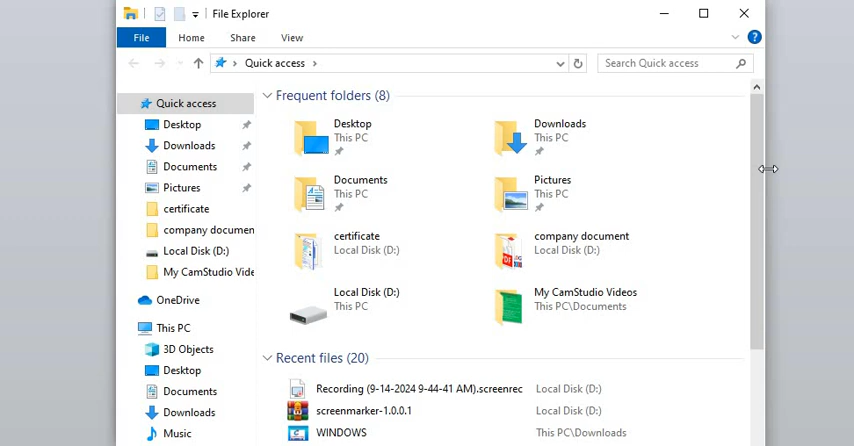 File Explorer
File Home Share View
Quick access
Search Quick access
Quick access
Desktop
Downloads
Documents
Pictures
certificate
company documen
Local Disk (D:)
My CamStudio Vide
OneDrive
This PC
3D Objects
Desktop
Documents
Downloads
Music
Frequent folders (8)
Desktop
This PC
Downloads
This PC
Documents
This PC
Pictures
This PC
certificate
Local Disk (D:)
company document
Local Disk (D:)
Local Disk (D:)
This PC
My CamStudio Videos
This PC\Documents
Recent files (20)
Recording (9-14-2024 9-44-41 AM).screenrec Local Disk (D:)
screenmarker-1.0.0.1 Local Disk (D:)
WINDOWS This PC\Downloads